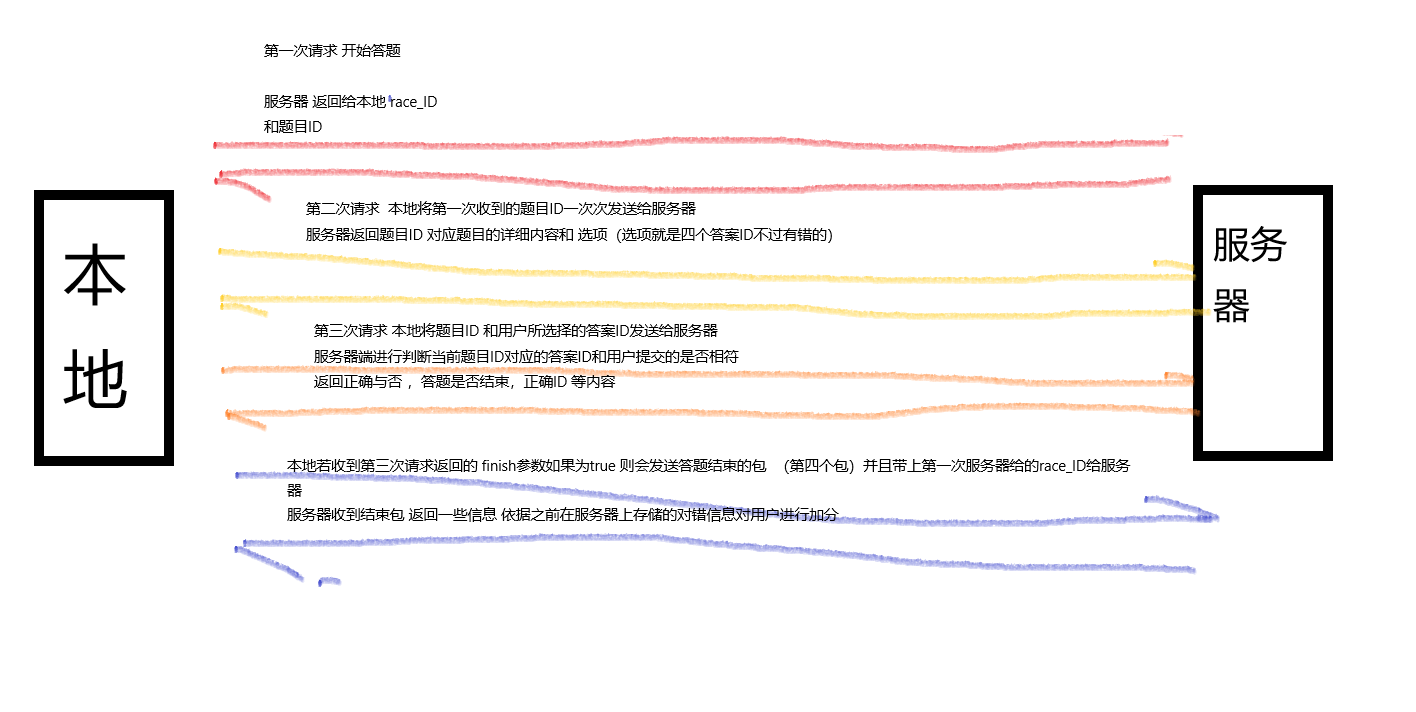 第一次请求 开始答题
服务器 返回给本地 race_ID
和题目ID
本
地
服务
器
第二次请求  本地将第一次收到的题目ID一次次发送给服务器
服务器返回题目ID 对应题目的详细内容和 选项（选项就是四个答案ID不过有错的）
第三次请求 本地将题目ID 和用户所选择的答案ID发送给服务器
服务器端进行判断当前题目ID对应的答案ID和用户提交的是否相符
返回正确与否 ，答题是否结束，正确ID 等内容
本地若收到第三次请求返回的 finish参数如果为true 则会发送答题结束的包 （第四个包）并且带上第一次服务器给的race_ID给服务
器
服务器收到结束包 返回一些信息 依据之前在服务器上存储的对错信息对用户进行加分